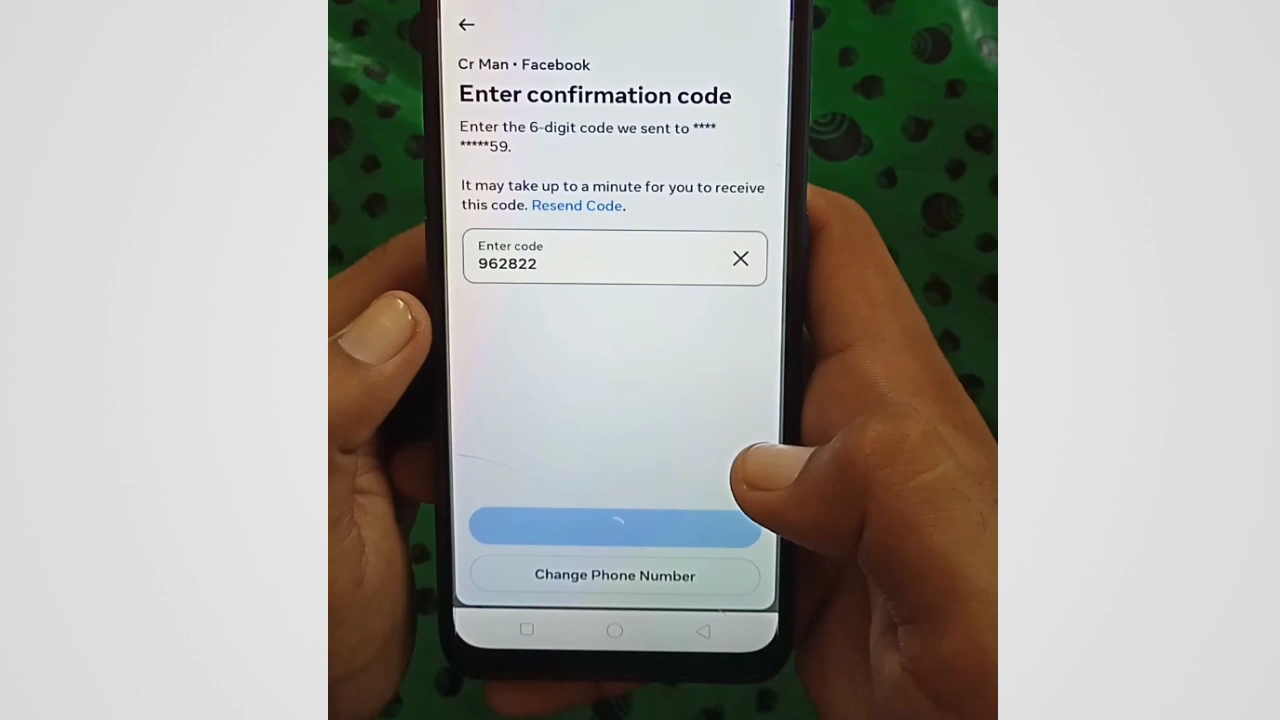 Cr Man • Facebook
Enter confirmation code
Enter the 6-digit code we sent to ****
*****59.
It may take up to a minute for you to receive
this code. Resend Code.
Enter code
962822
Change Phone Number